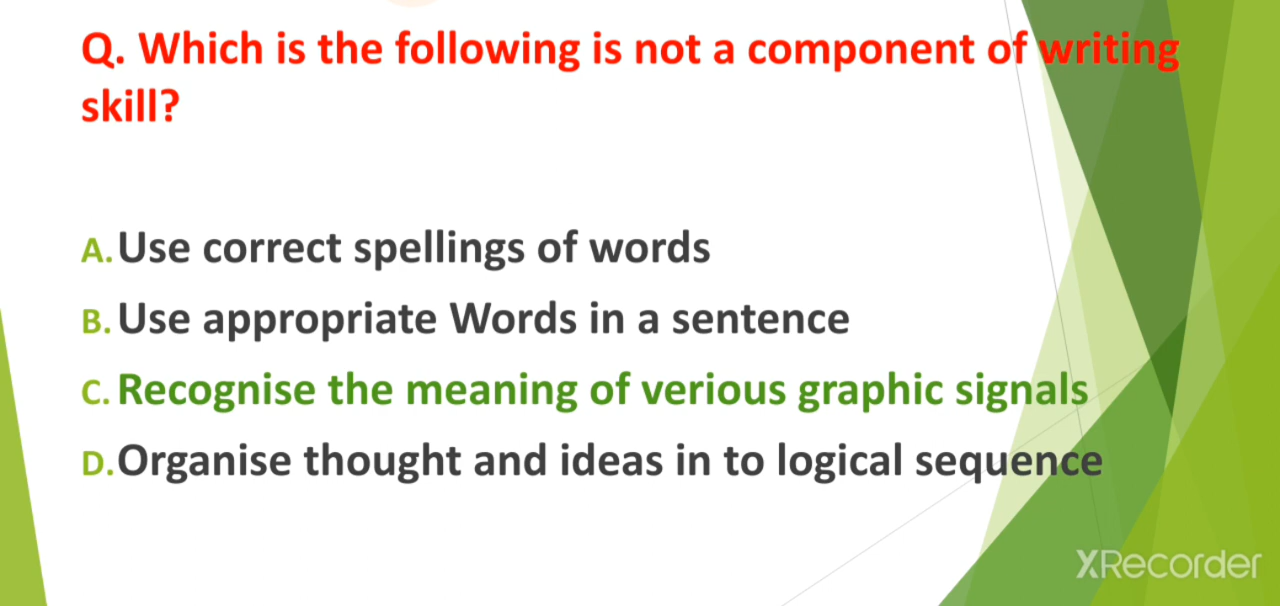 Q. Which is the following is not a component of writing
skill?
A. Use correct spellings of words
B. Use appropriate Words in a sentence
C. Recognise the meaning of verious graphic signals
D. Organise thought and ideas in to logical sequence
XRecorder